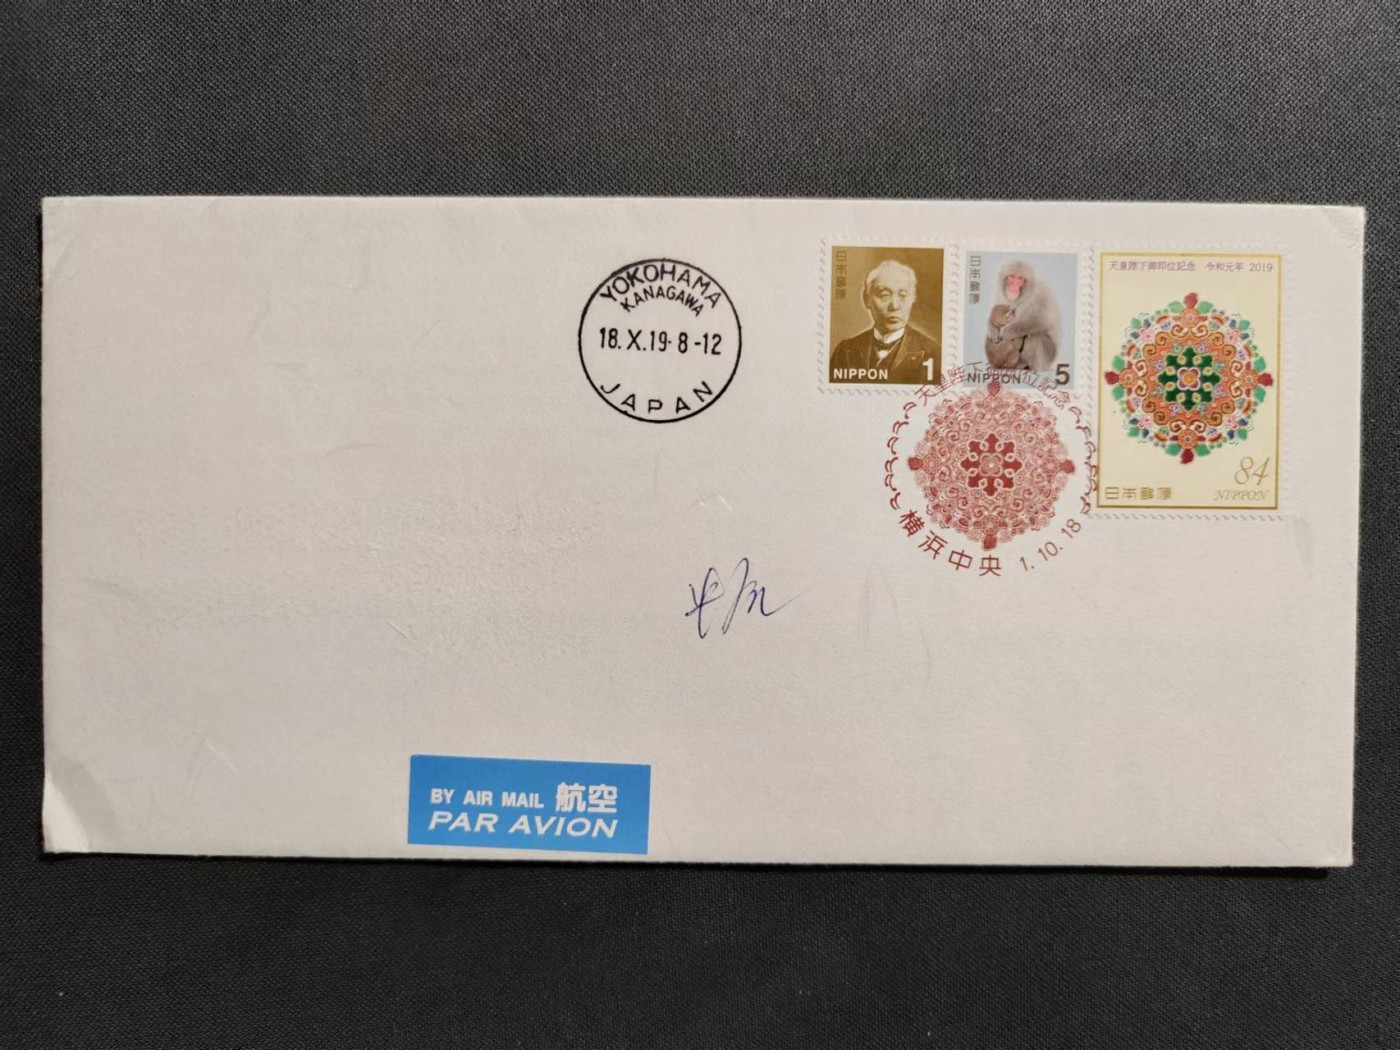 YOKOHAMA
KANAGAWA
18.X.19·8-12
JAPAN
日本郵便
NIPPON 1
日本郵便
NIPPON 5
天皇陛下御即位記念 令和元年 2019
84
日本郵便 NIPPON
天皇陛下御即位記念
横浜中央 1.10.18
BY AIR MAIL 航空
PAR AVION